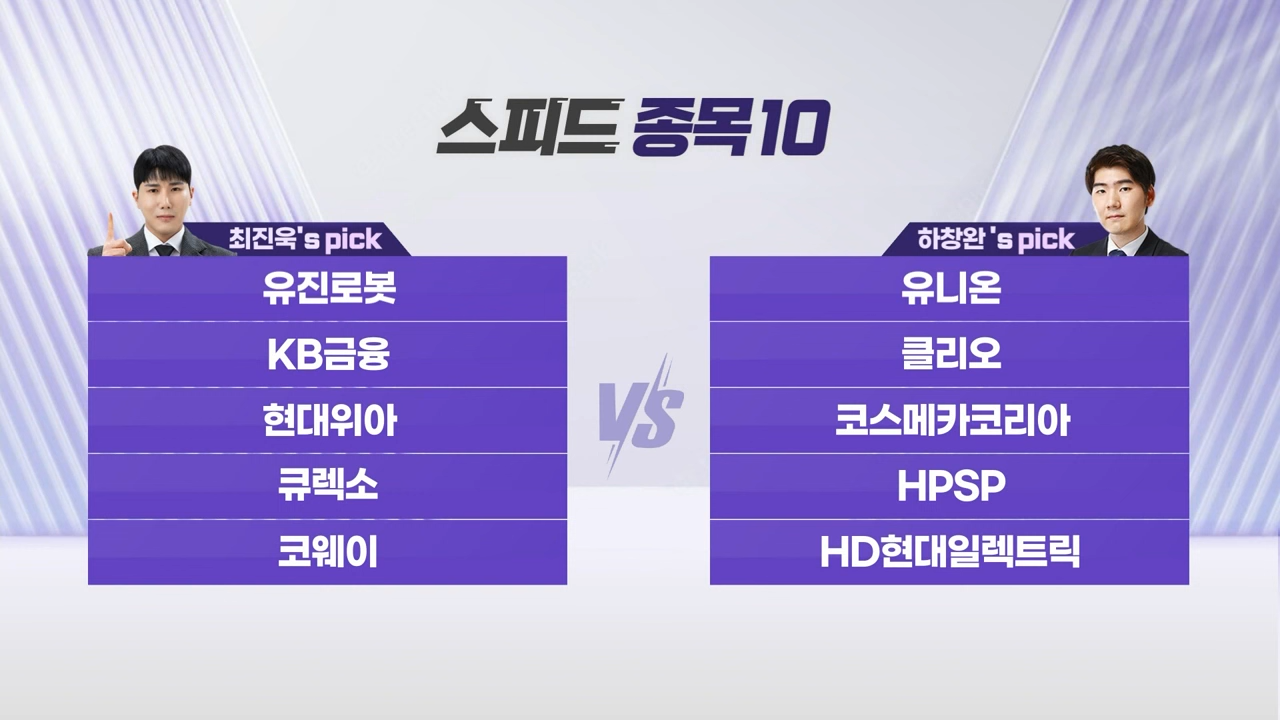 스피드 종목10
최진욱's pick
유진로봇
KB금융
현대위아
큐렉소
코웨이
VS
하창완 's pick
유니온
클리오
코스메카코리아
HPSP
HD현대일렉트릭